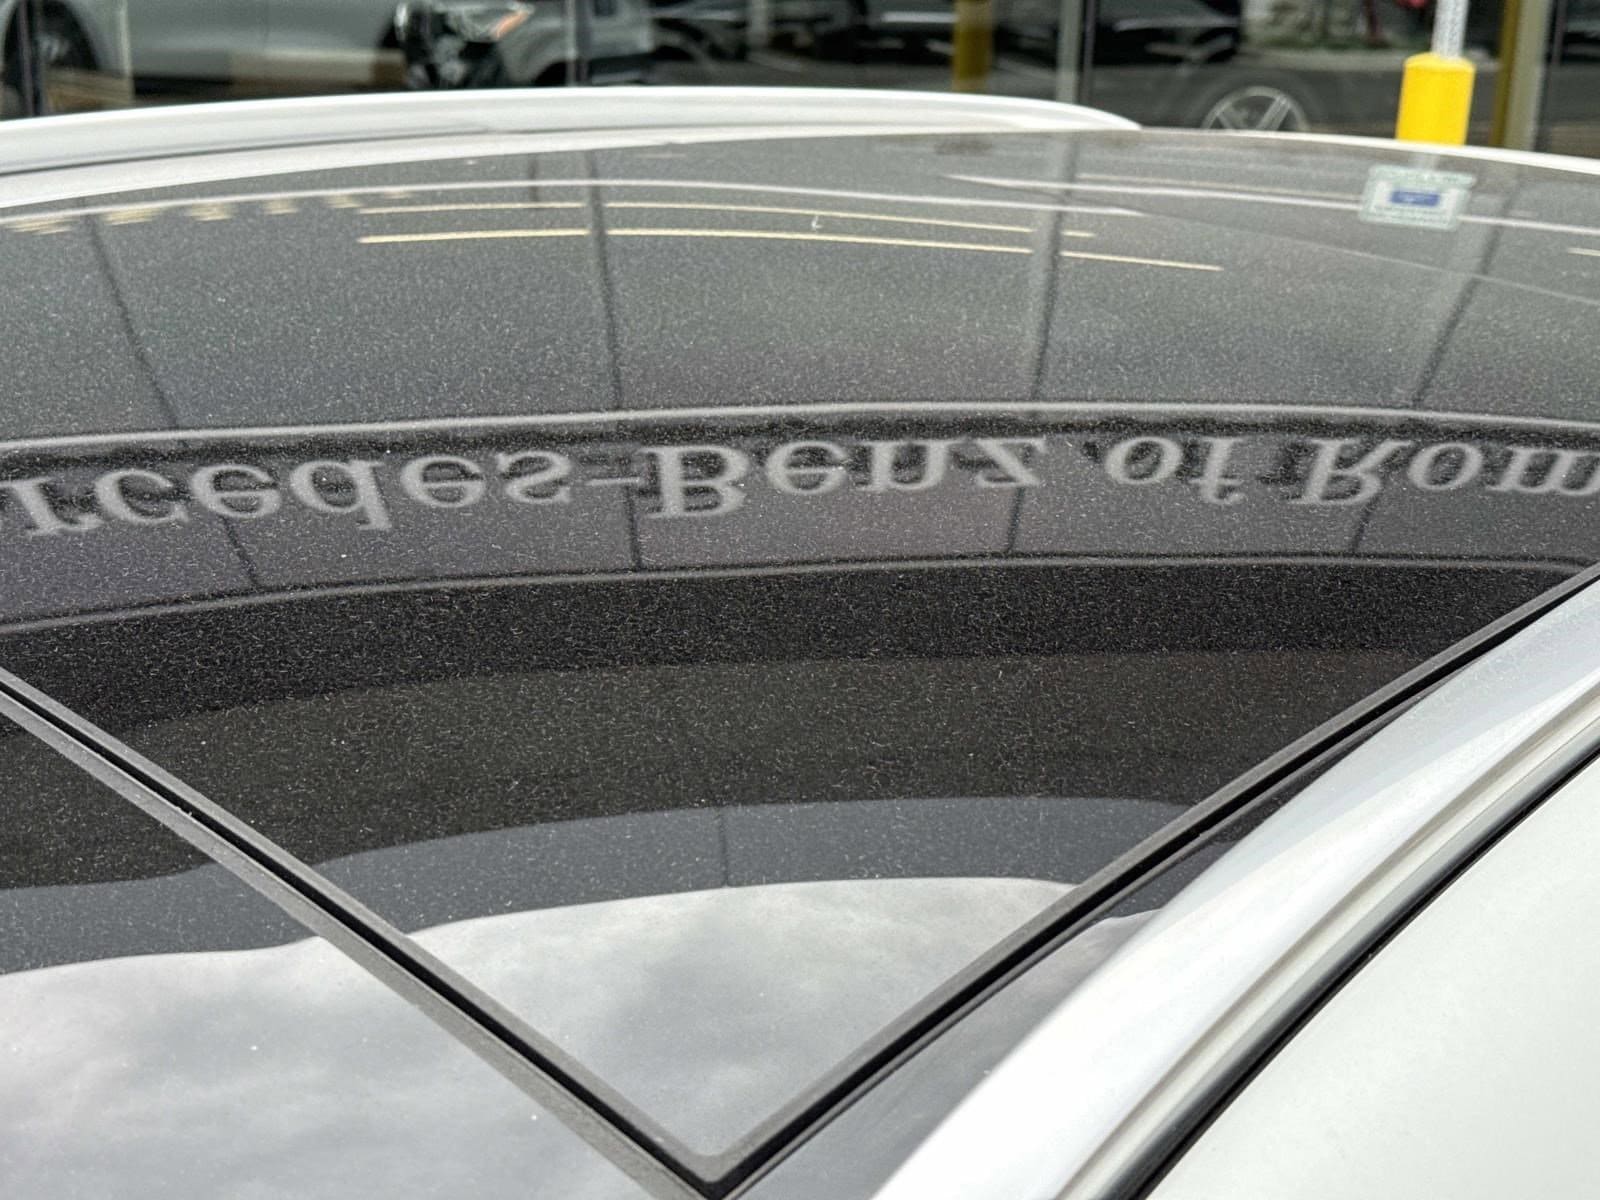 rcedes-Benz of Rom